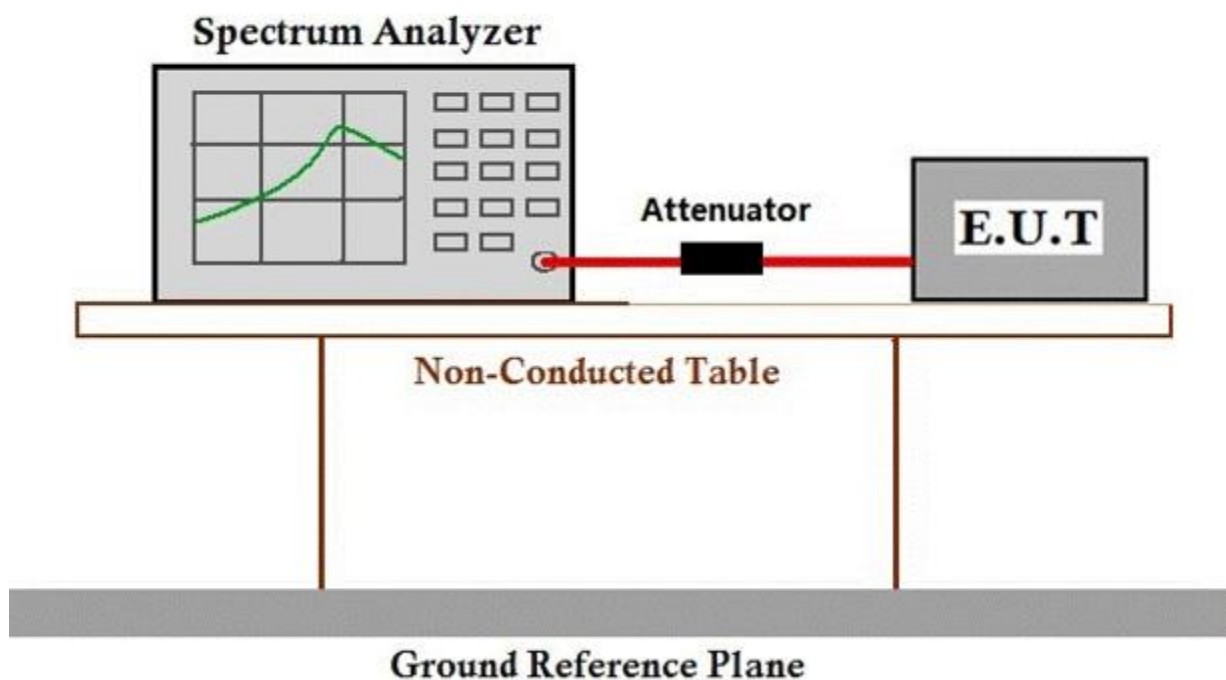 Spectrum Analyzer
Attenuator
E.U.T
Non-Conducted Table
Ground Reference Plane